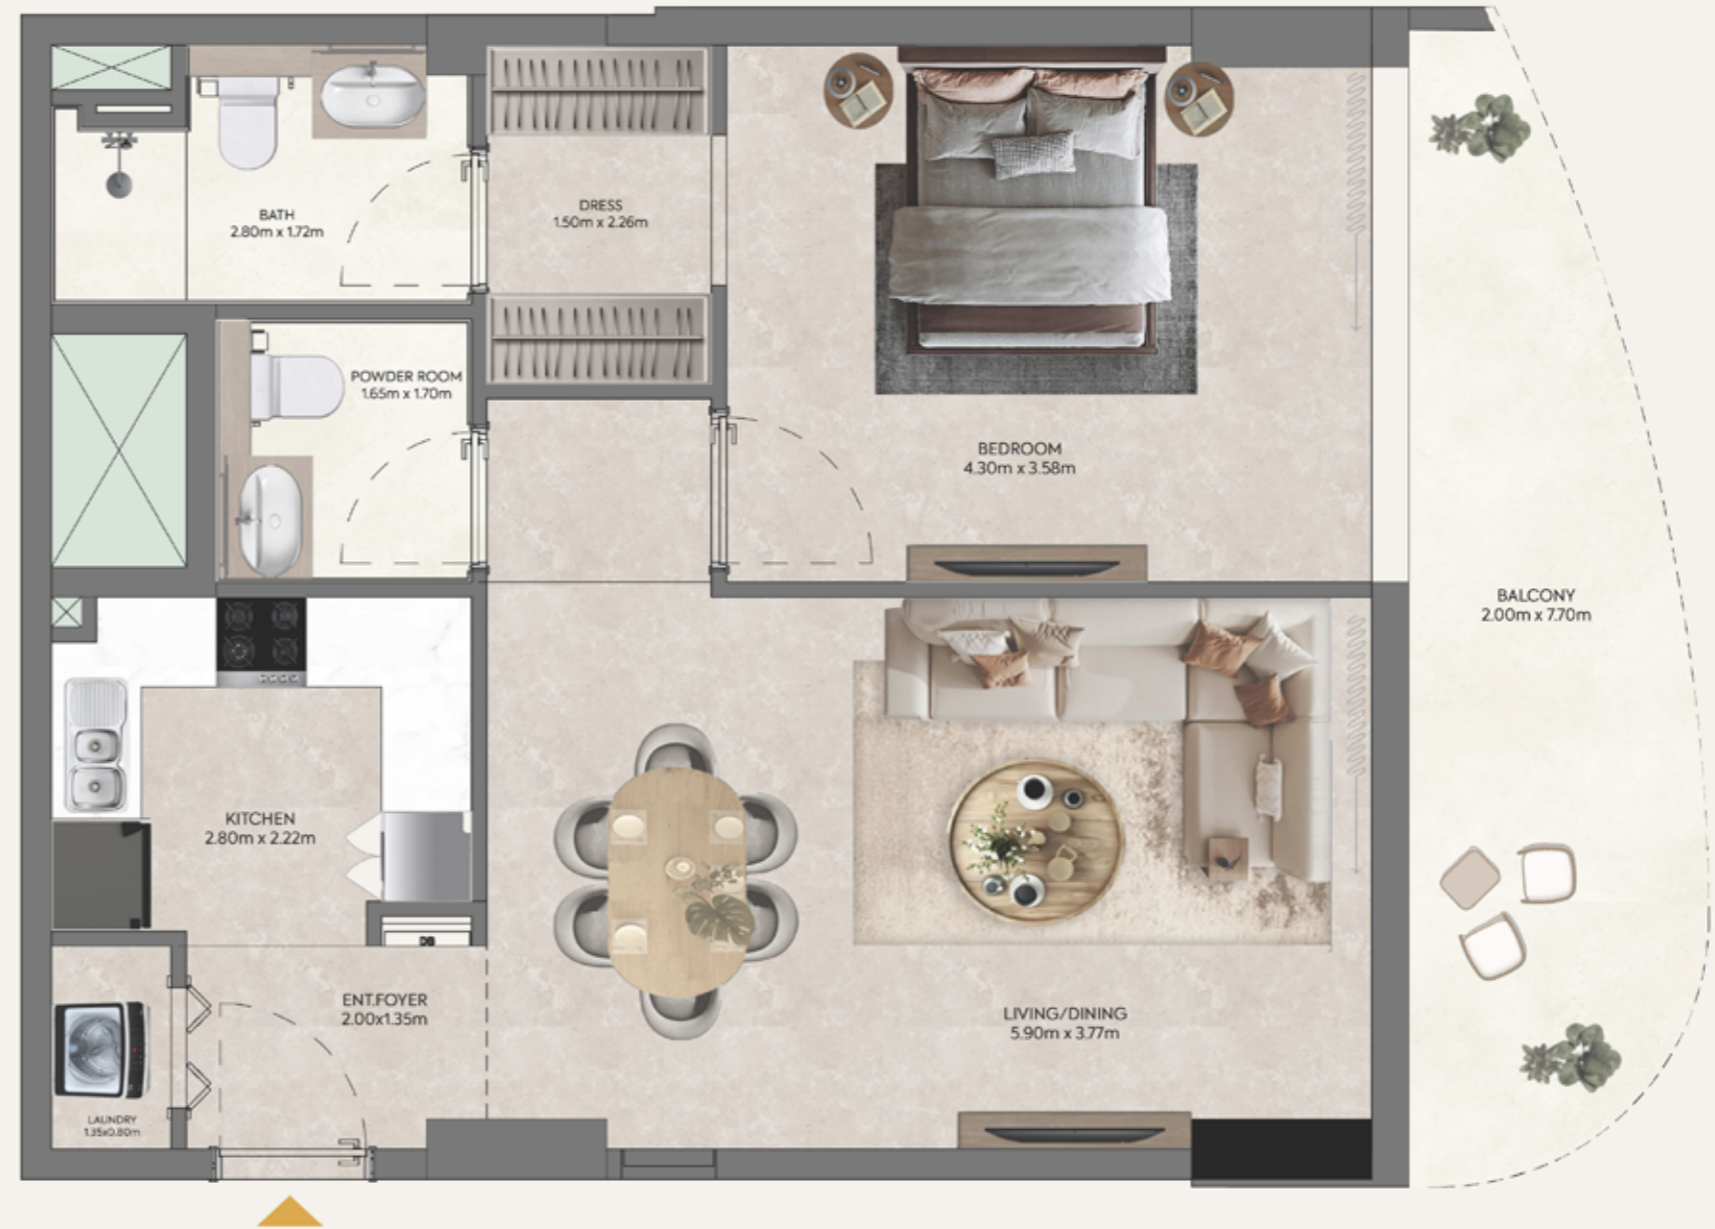 BATH
2.80m x 1.72m
DRESS
1.50m x 2.26m
POWDER ROOM
1.65m x 1.70m
BEDROOM
4.30m x 3.58m
BALCONY
2.00m x 7.70m
KITCHEN
2.80m x 2.22m
DB
ENT.FOYER
2.00x1.35m
LIVING/DINING
5.90m x 3.77m
LAUNDRY
1.35x0.80m